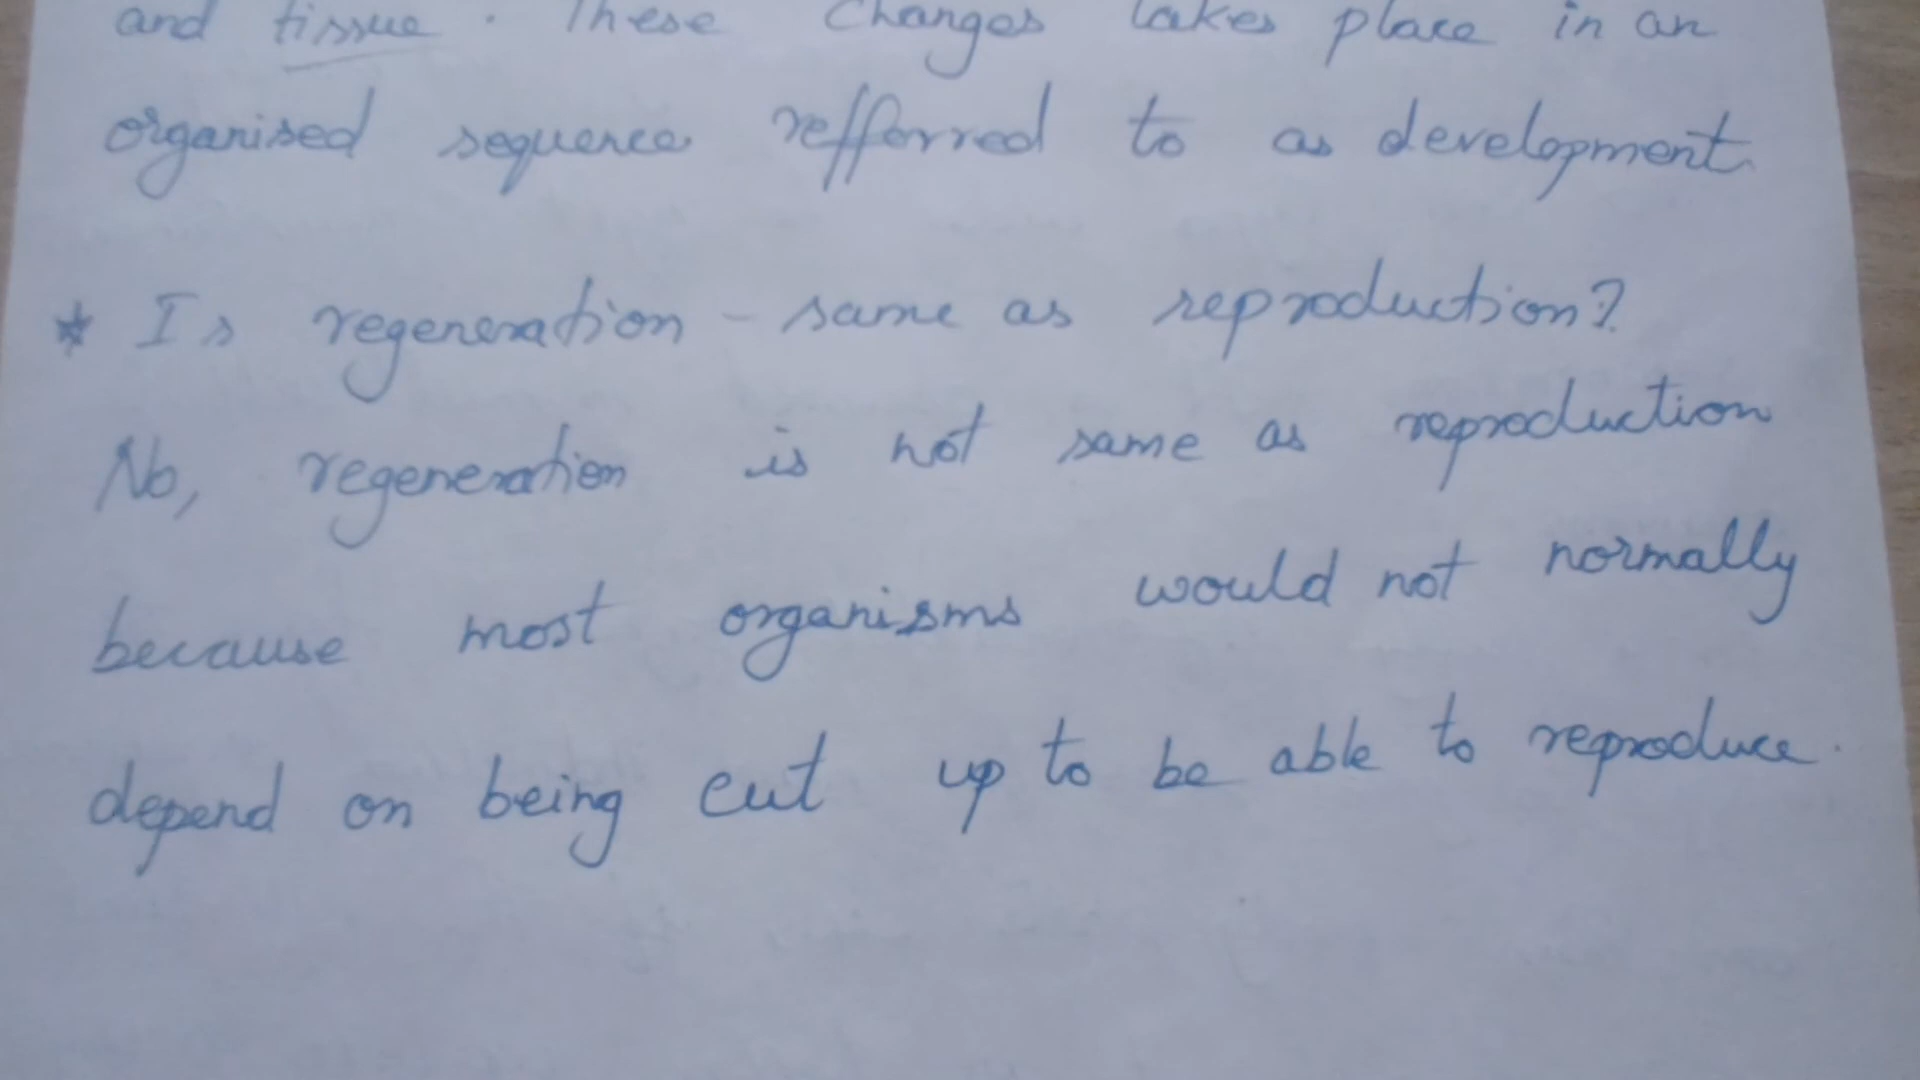 and tissue. These changes takes place in an
organised sequence refferred to as development
* Is regeneration - same as reproduction?
No, regeneration is not same as reproduction
because most organisms would not normally
depend on being cut up to be able to reproduce.